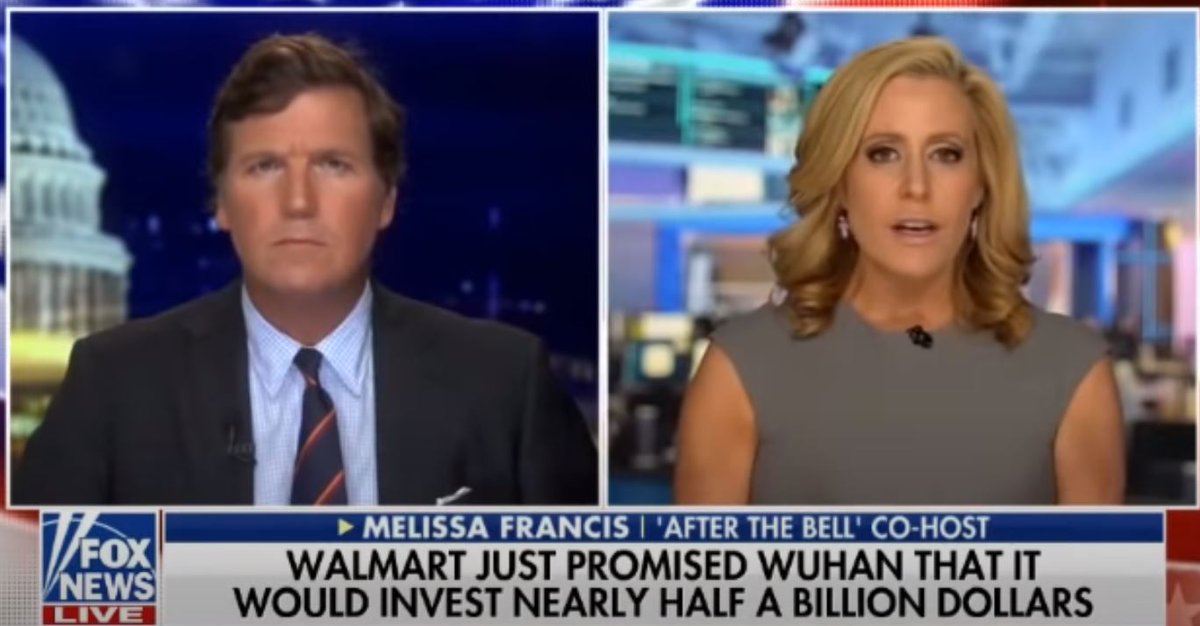 MELISSA FRANCIS | 'AFTER THE BELL' CO-HOST
WALMART JUST PROMISED WUHAN THAT IT
WOULD INVEST NEARLY HALF A BILLION DOLLARS
FOX
NEWS
LIVE